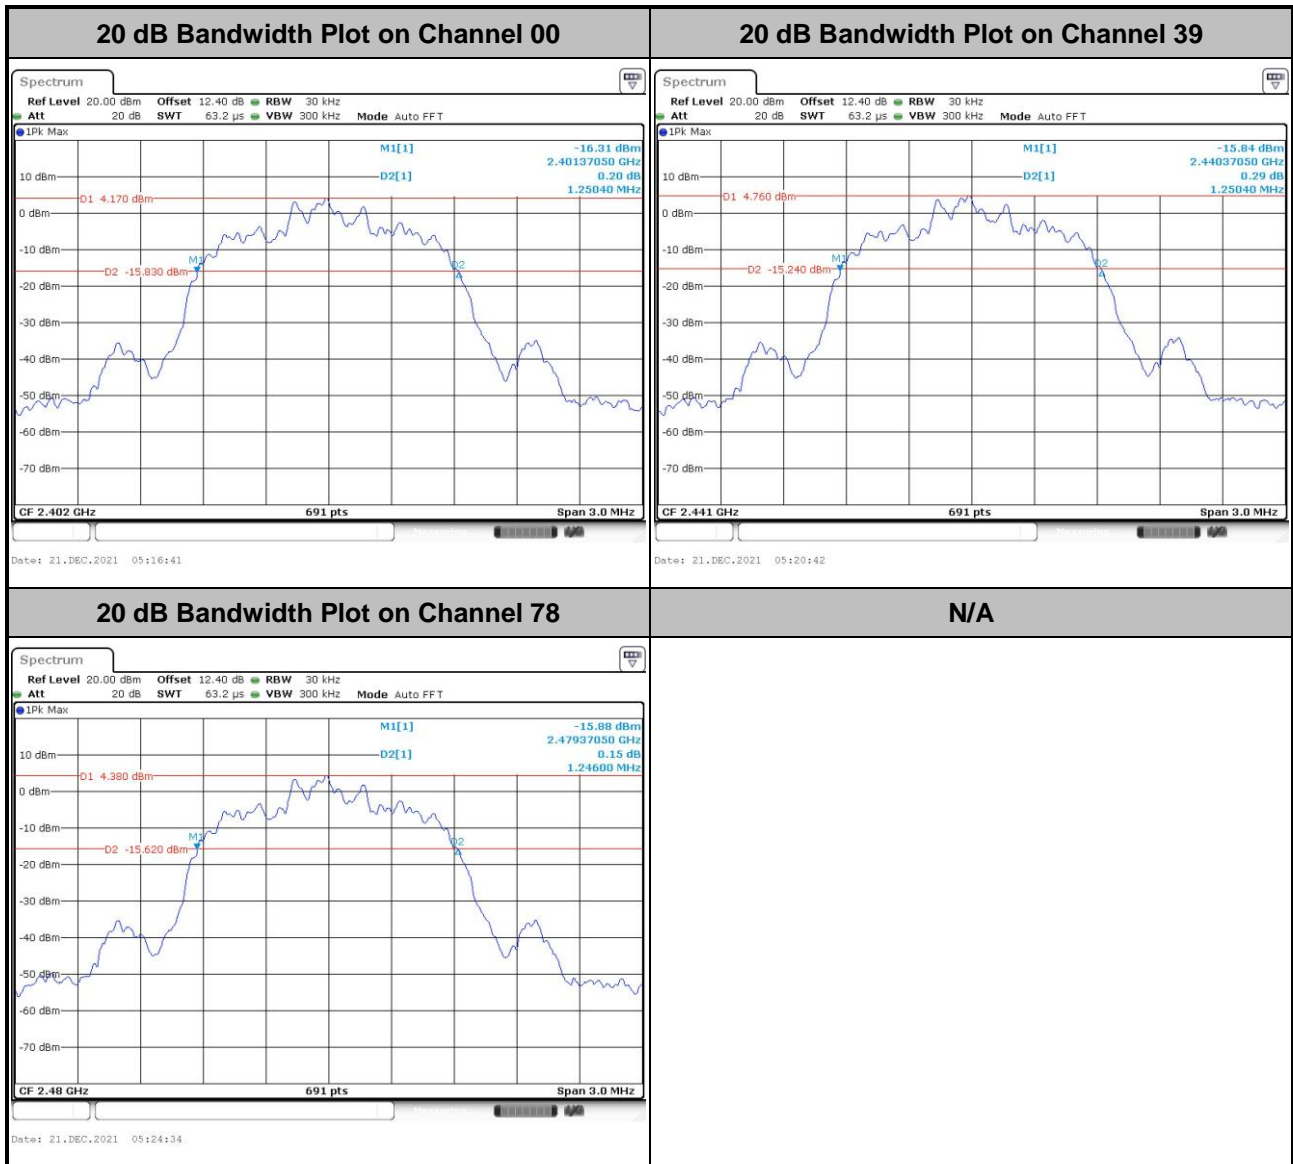 20 dB Bandwidth Plot on Channel 00
Spectrum
Ref Level 20.00 dBm Offset 12.40 dB RBW 30 kHz
Att 20 dB SWT 63.2 µs VBW 300 kHz Mode Auto FFT
1Pk Max
M1[1] -16.31 dBm
2.40137050 GHz
10 dBm D2[1] 0.20 dB
1.25040 MHz
D1 4.170 dBm
0 dBm
-10 dBm
M1
D2
D2 -15.830 dBm
-20 dBm
-30 dBm
-40 dBm
-50 dBm
-60 dBm
-70 dBm
CF 2.402 GHz 691 pts Span 3.0 MHz
Date: 21.DEC.2021 05:16:41
20 dB Bandwidth Plot on Channel 39
Spectrum
Ref Level 20.00 dBm Offset 12.40 dB RBW 30 kHz
Att 20 dB SWT 63.2 µs VBW 300 kHz Mode Auto FFT
1Pk Max
M1[1] -15.84 dBm
2.44037050 GHz
10 dBm D2[1] 0.29 dB
1.25040 MHz
D1 4.760 dBm
0 dBm
-10 dBm
M1
D2
D2 -15.240 dBm
-20 dBm
-30 dBm
-40 dBm
-50 dBm
-60 dBm
-70 dBm
CF 2.441 GHz 691 pts Span 3.0 MHz
Date: 21.DEC.2021 05:20:42
20 dB Bandwidth Plot on Channel 78
Spectrum
Ref Level 20.00 dBm Offset 12.40 dB RBW 30 kHz
Att 20 dB SWT 63.2 µs VBW 300 kHz Mode Auto FFT
1Pk Max
M1[1] -15.88 dBm
2.47937050 GHz
10 dBm D2[1] 0.15 dB
1.24600 MHz
D1 4.380 dBm
0 dBm
-10 dBm
M1
D2
D2 -15.620 dBm
-20 dBm
-30 dBm
-40 dBm
-50 dBm
-60 dBm
-70 dBm
CF 2.48 GHz 691 pts Span 3.0 MHz
Date: 21.DEC.2021 05:24:34
N/A